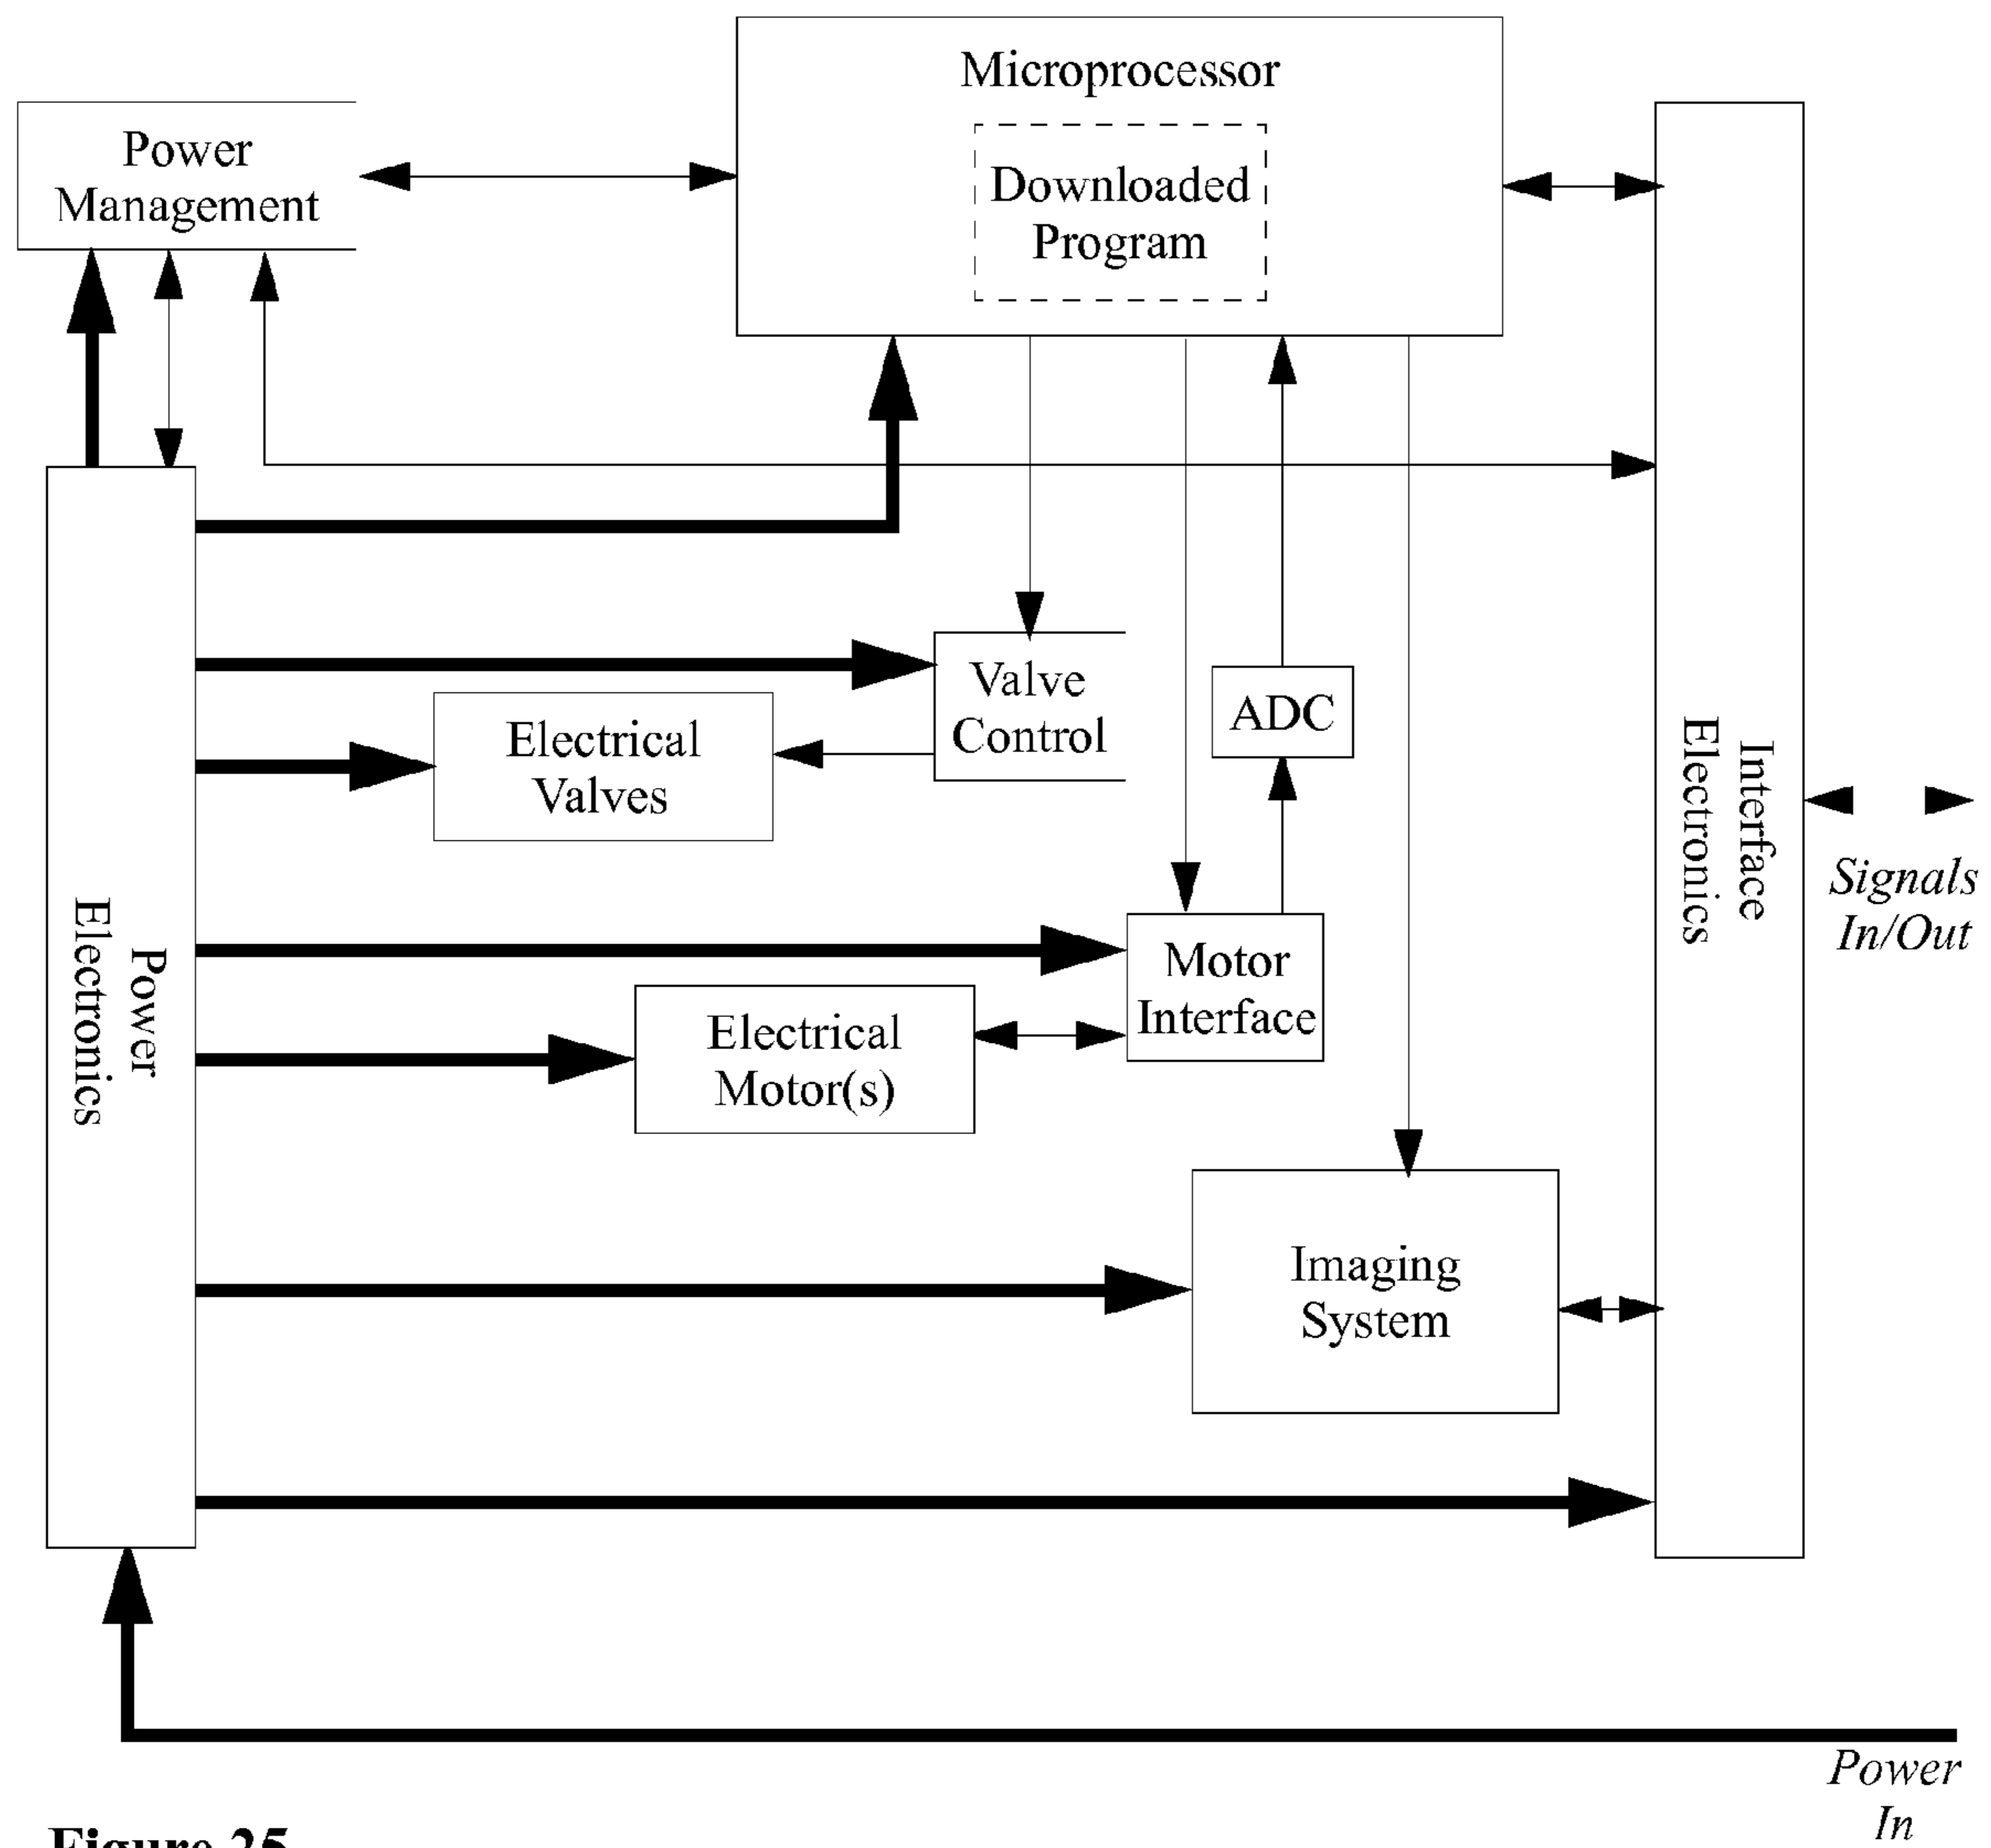 Microprocessor
Power
Management
Downloaded
Program
Valve
Control
ADC
Electrical
Valves
Interface
Electronics
Signals
In/Out
Power
Electronics
Motor
Interface
Electrical
Motor(s)
Imaging
System
Power
In
Figure 25